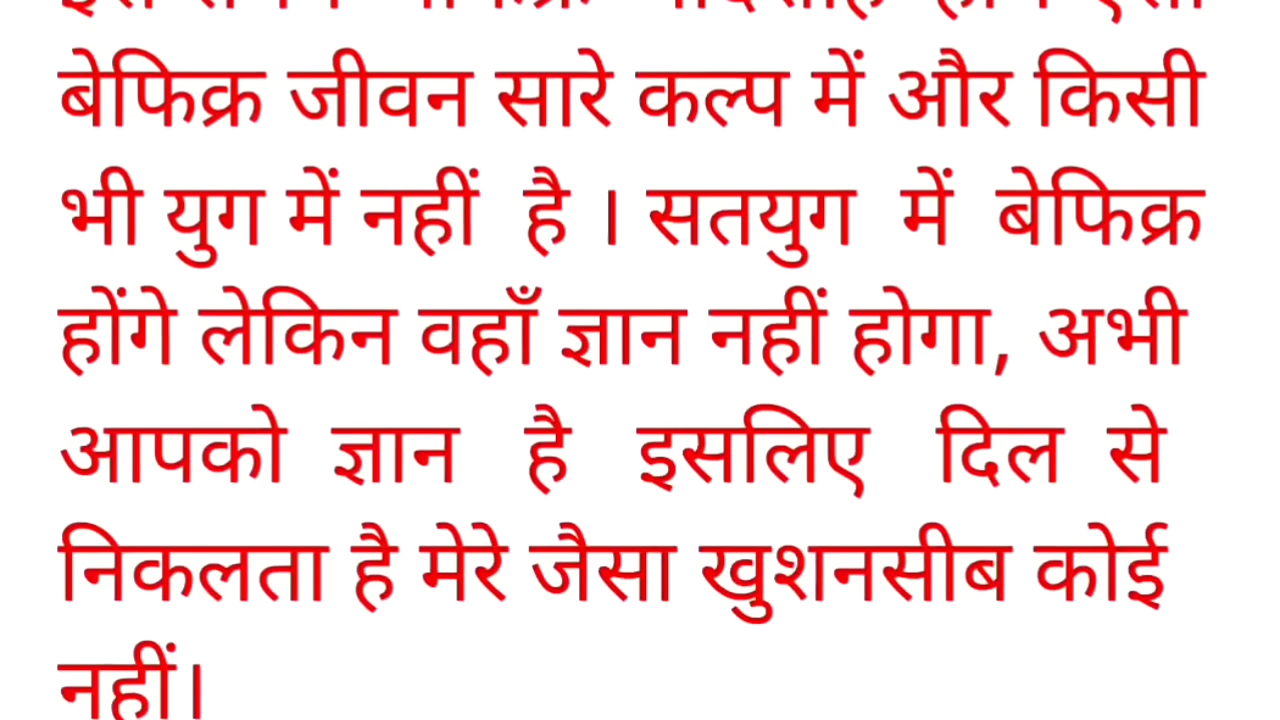 बेफिक्र जीवन सारे कल्प में और किसी
भी युग में नहीं है । सतयुग में बेफिक्र
होंगे लेकिन वहाँ ज्ञान नहीं होगा, अभी
आपको ज्ञान है इसलिए दिल से
निकलता है मेरे जैसा खुशनसीब कोई
नहीं।